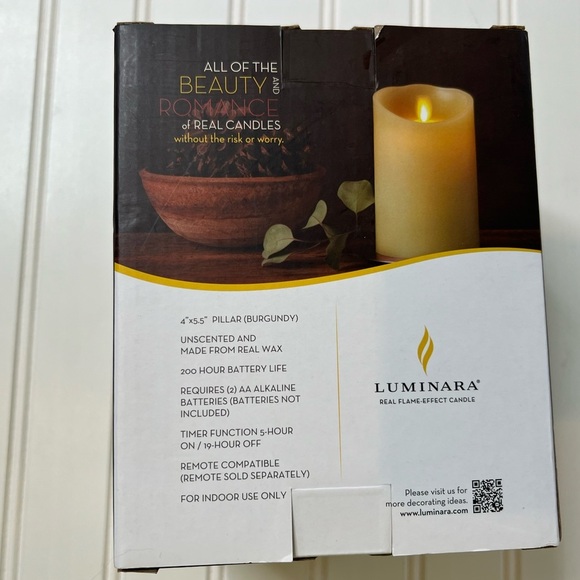 ALL OF THE
BEAUTY AND
ROMANCE
of REAL CANDLES
without the risk or worry.
4"x5.5" PILLAR (BURGUNDY)
UNSCENTED AND
MADE FROM REAL WAX
200 HOUR BATTERY LIFE
REQUIRES (2) AA ALKALINE
BATTERIES (BATTERIES NOT
INCLUDED)
TIMER FUNCTION 5-HOUR
ON / 19-HOUR OFF
REMOTE COMPATIBLE
(REMOTE SOLD SEPARATELY)
FOR INDOOR USE ONLY
LUMINARA®
REAL FLAME-EFFECT CANDLE
Please visit us for
more decorating ideas.
www.luminara.com